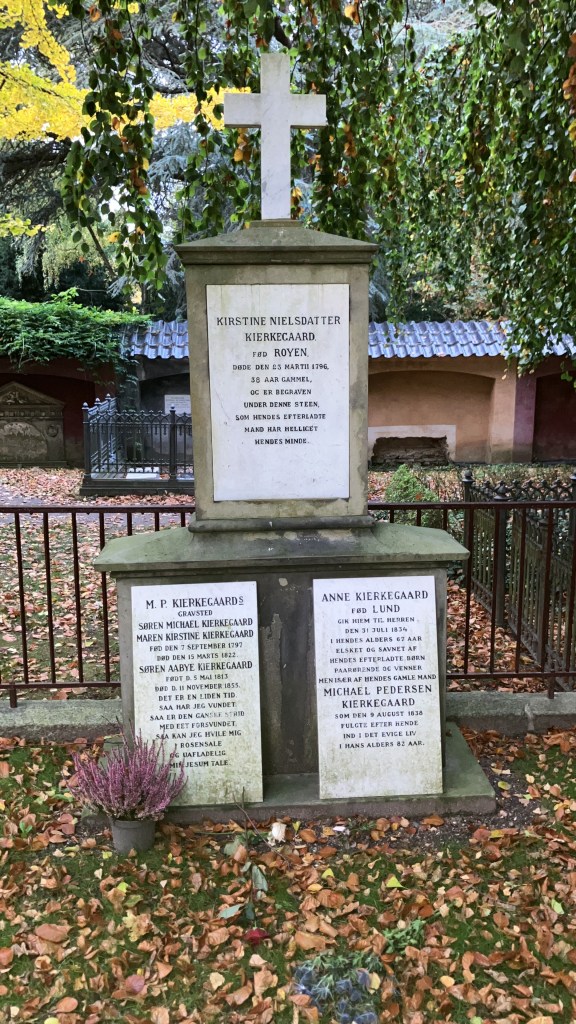 KIRSTINE NIELSDATTER
KIERKEGAARD,
FØD ROYEN,
DØDE DEN 23 MARTII 1796,
38 AAR GAMMEL,
OC ER BEGRAVEN
UNDER DENNE STEEN,
SOM HENDES EFTERLADTE
MAND HAR HELLIGET
HENDES MINDE.
M. P. KIERKEGAARDS
GRAVSTED
SØREN MICHAEL KIERKEGAARD
MAREN KIRSTINE KIERKEGAARD
FØD DEN 7 SEPTEMBER 1797
DØD DEN 15 MARTS 1822.
SØREN AABYE KIERKEGAARD
FØDT D. 5 MAI 1813
DØD D. 11 NOVEMBER 1855.
DET ER EN LIDEN TID,
SAA HAR JEG VUNDET,
SAA ER DEN GANSKE STRID
MED EET FORSVUNDET,
SAA KAN JEG HVILE MIG
I ROSENSALE
OG UAFLADELIG
MIN JESUM TALE.
ANNE KIERKEGAARD
FØD LUND
GIK HIEM TIL HERREN
DEN 31 JULI 1834
I HENDES ALDERS 67 AAR
ELSKET OG SAVNET AF
HENDES EFTERLADTE BØRN
PAARØRENDE OG VENNER
MEN ISÆR AF HENDES GAMLE MAND
MICHAEL PEDERSEN
KIERKEGAARD
SOM DEN 9 AUGUST 1838
FULGTE EFTER HENDE
IND I DET EVIGE LIV
I HANS ALDERS 82 AAR.